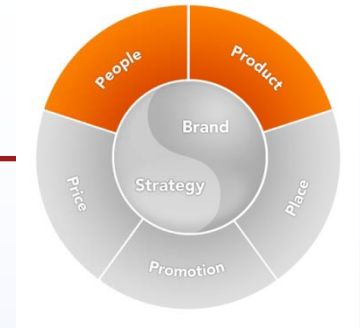 People
Product
Brand
Strategy
Price
Place
Promotion